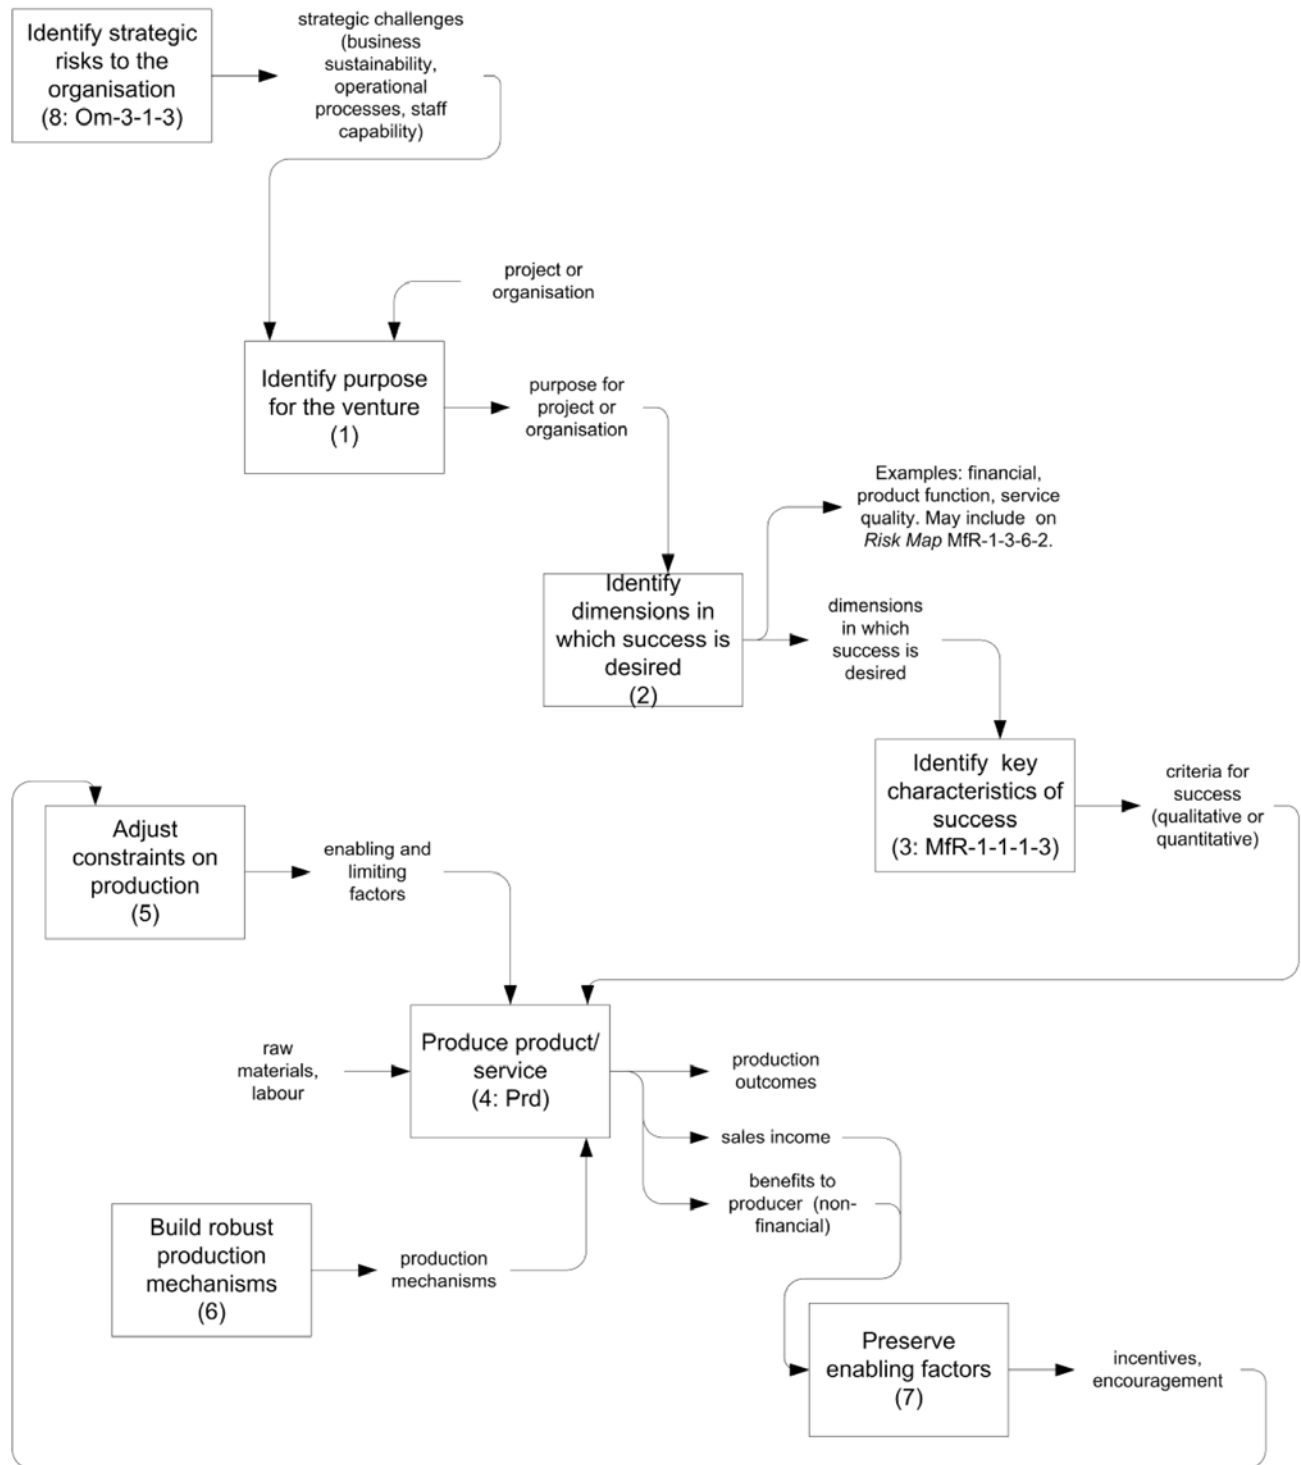 Identify strategic
risks to the
organisation
(8: Om-3-1-3)
strategic challenges
(business
sustainability,
operational
processes, staff
capability)
project or
organisation
Identify purpose
for the venture
(1)
purpose for
project or
organisation
Examples: financial,
product function, service
quality. May include on
Risk Map MfR-1-3-6-2.
Identify
dimensions in
which success is
desired
(2)
dimensions
in which
success is
desired
Identify key
characteristics of
success
(3: MfR-1-1-1-3)
criteria for
success
(qualitative or
quantitative)
Adjust
constraints on
production
(5)
enabling and
limiting
factors
raw
materials,
labour
Produce product/
service
(4: Prd)
production
outcomes
sales income
benefits to
producer (non-
financial)
Build robust
production
mechanisms
(6)
production
mechanisms
Preserve
enabling factors
(7)
incentives,
encouragement